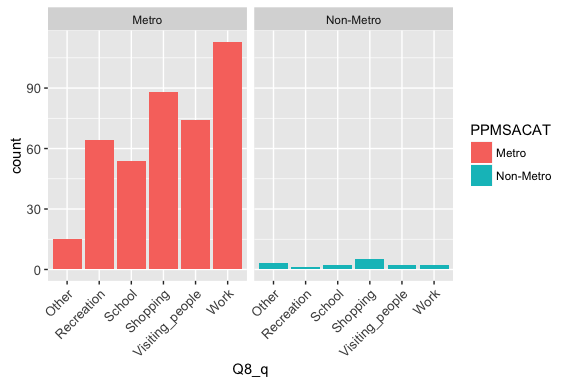 Metro
Non-Metro
90
60
30
0
count
Other
Recreation
School
Shopping
Visiting_people
Work
Other
Recreation
School
Shopping
Visiting_people
Work
Q8_q
PPMSACAT
Metro
Non-Metro